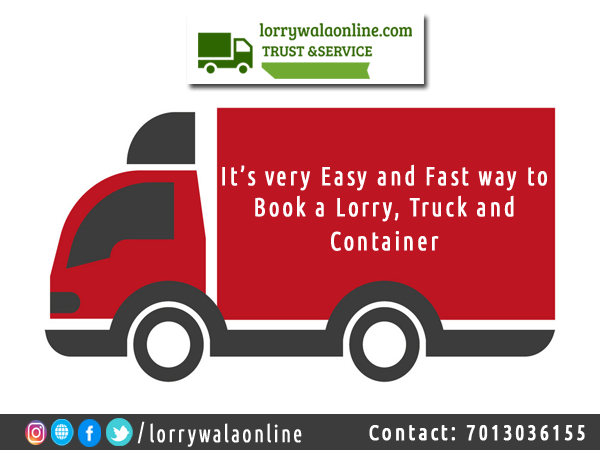 lorrywalaonline.com
TRUST &SERVICE
It's very Easy and Fast way to
Book a Lorry, Truck and
Container
/lorrywalaonline
Contact: 7013036155